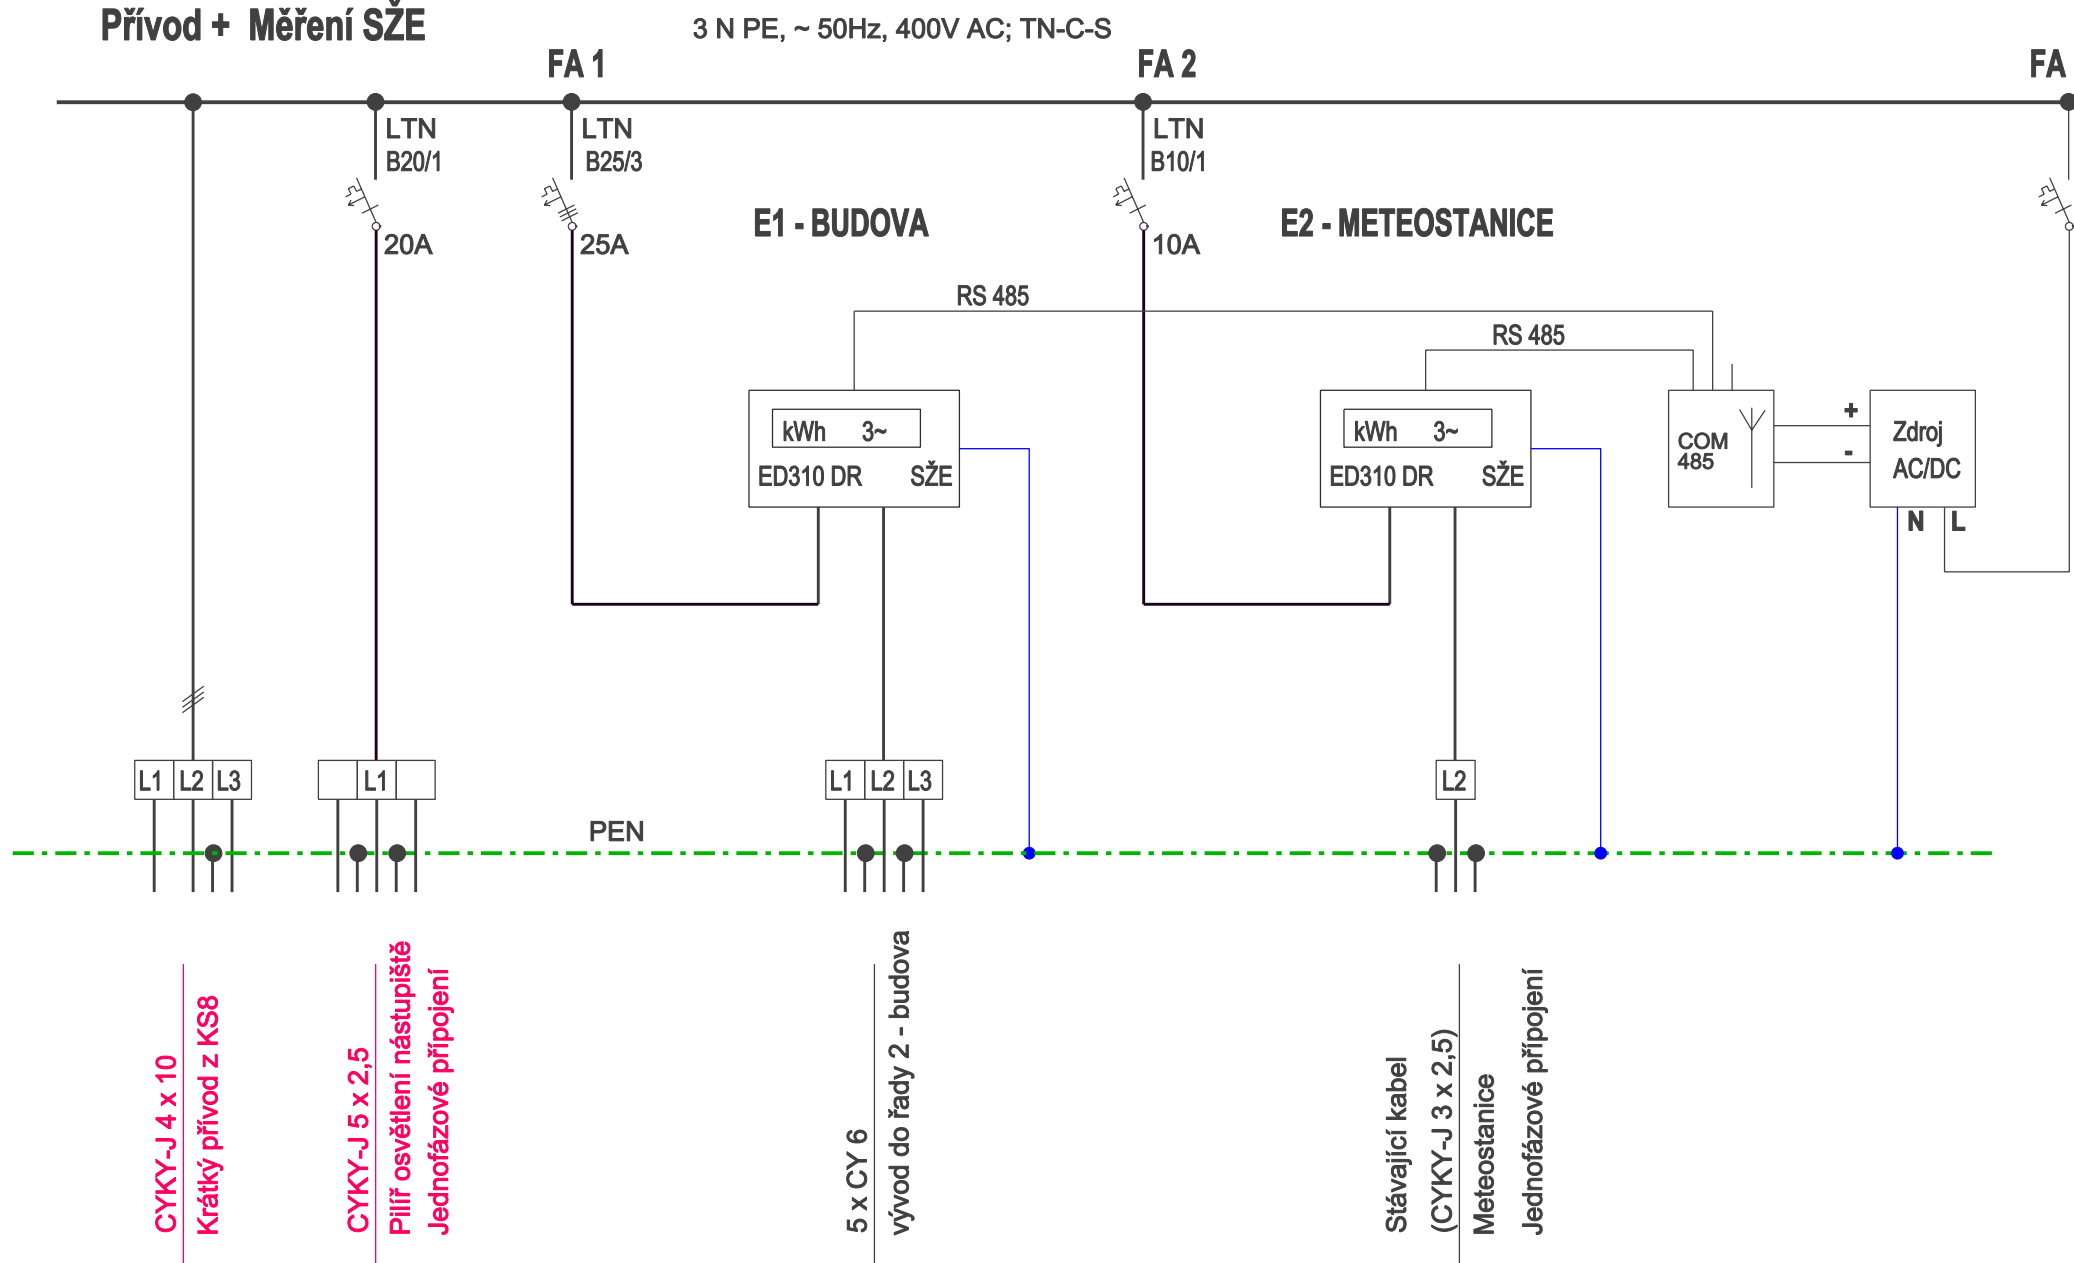 Přívod + Měření SŽE
3 N PE, ~ 50Hz, 400V AC; TN-C-S
FA 1
FA 2
FA
LTN
B20/1
20A
LTN
B25/3
25A
LTN
B10/1
10A
E1 - BUDOVA
E2 - METEOSTANICE
RS 485
RS 485
kWh 3~
ED310 DR SŽE
kWh 3~
ED310 DR SŽE
COM
485
+
-
Zdroj
AC/DC
N L
L1 L2 L3
L1
L1 L2 L3
L2
PEN
CYKY-J 4 x 10
Krátký přívod z KS8
CYKY-J 5 x 2,5
Pilíř osvětlení nástupiště
Jednofázové přípojení
5 x CY 6
vývod do řady 2 - budova
Stávající kabel
(CYKY-J 3 x 2,5)
Meteostanice
Jednofázové přípojení